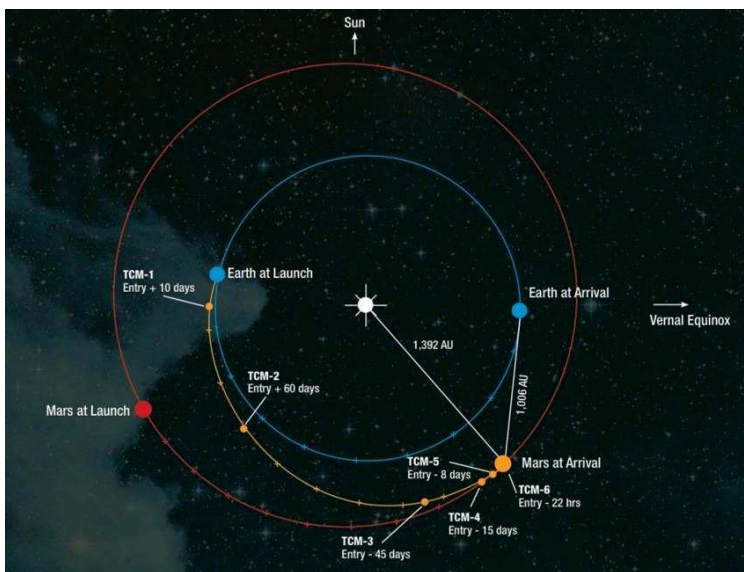 Sun
TCM-1
Entry + 10 days
Earth at Launch
Earth at Arrival
Vernal Equinox
1,392 AU
TCM-2
Entry + 60 days
1,006 AU
Mars at Launch
TCM-5
Entry - 8 days
Mars at Arrival
TCM-6
Entry - 22 hrs
TCM-4
Entry - 15 days
TCM-3
Entry - 45 days